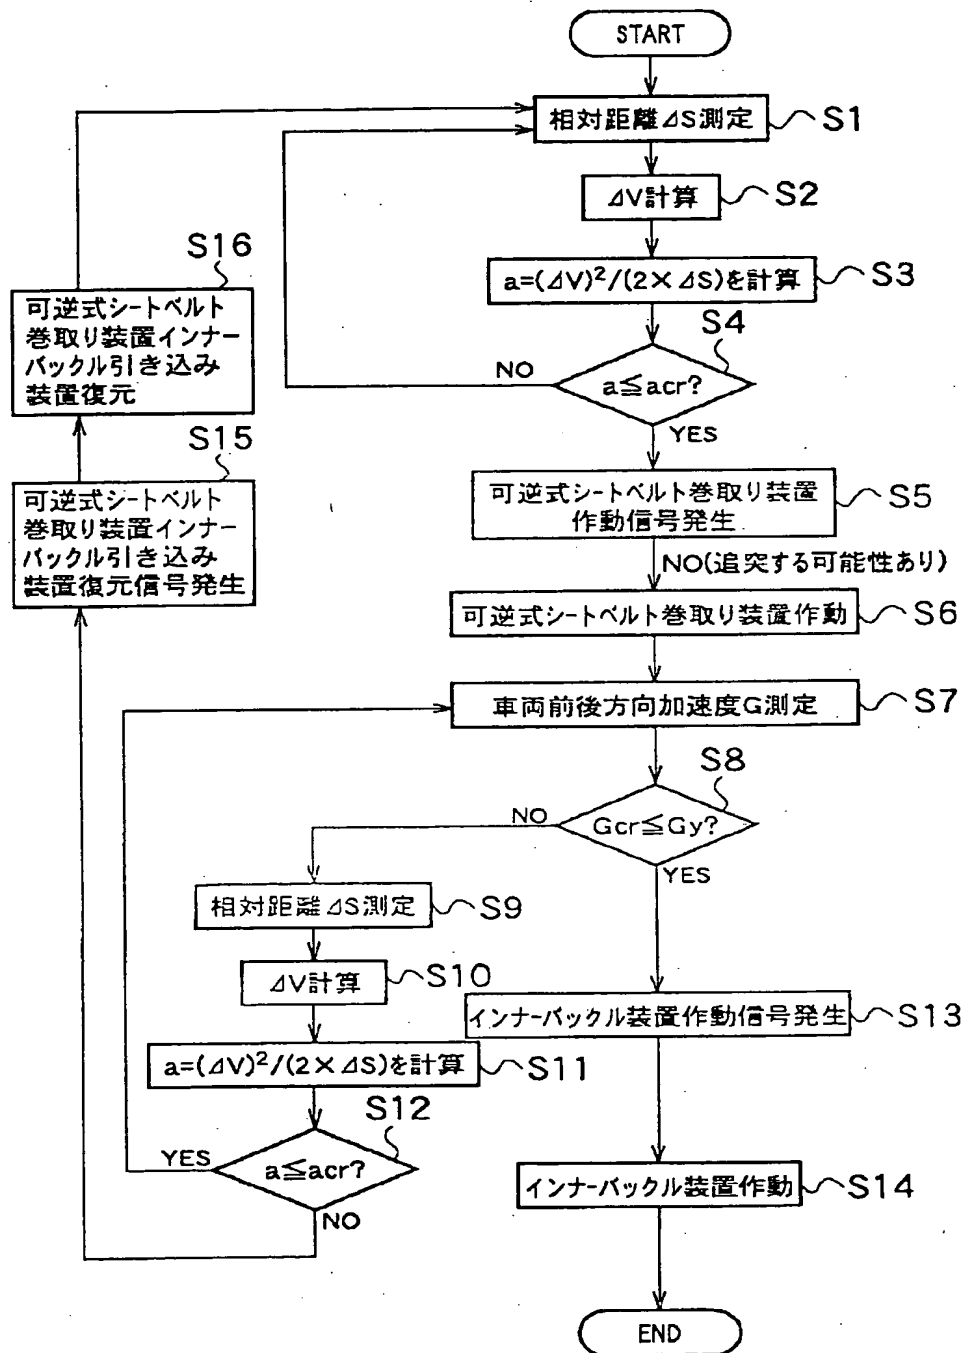 START
相対距離⊿S測定
S1
⊿V計算
S2
a=(⊿V)²/(2×⊿S)を計算
S3
S4
a≦acr?
NO
YES
S16
可逆式シートベルト
巻取り装置インナー
バックル引き込み
装置復元
S15
可逆式シートベルト
巻取り装置インナー
バックル引き込み
装置復元信号発生
可逆式シートベルト巻取り装置
作動信号発生
S5
NO(追突する可能性あり)
可逆式シートベルト巻取り装置作動
S6
車両前後方向加速度G測定
S7
S8
Gcr≦Gy?
NO
YES
相対距離⊿S測定
S9
⊿V計算
S10
a=(⊿V)²/(2×⊿S)を計算
S11
S12
a≦acr?
YES
NO
インナーバックル装置作動信号発生
S13
インナーバックル装置作動
S14
END